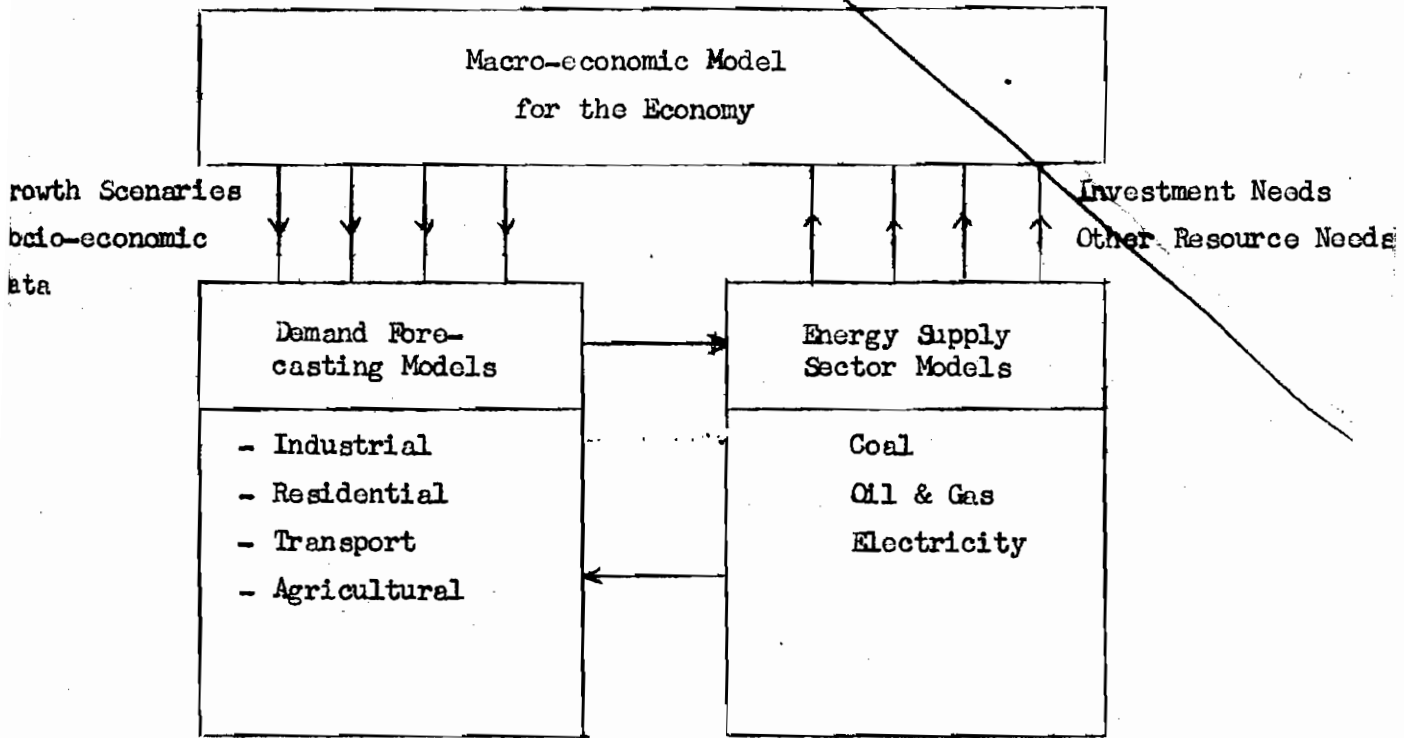 Macro-economic Model
for the Economy
rowth Scenaries
ocio-economic
ata
Investment Needs
Other Resource Needs
Demand Fore-
casting Models
Energy Supply
Sector Models
- Industrial
- Residential
- Transport
- Agricultural
Coal
Oil & Gas
Electricity